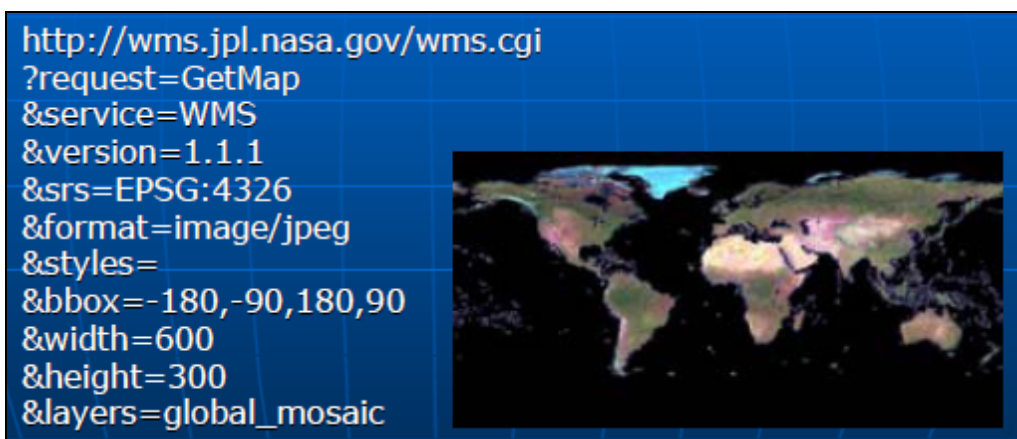 http://wms.jpl.nasa.gov/wms.cgi
?request=GetMap
&service=WMS
&version=1.1.1
&srs=EPSG:4326
&format=image/jpeg
&styles=
&bbox=-180,-90,180,90
&width=600
&height=300
&layers=global_mosaic